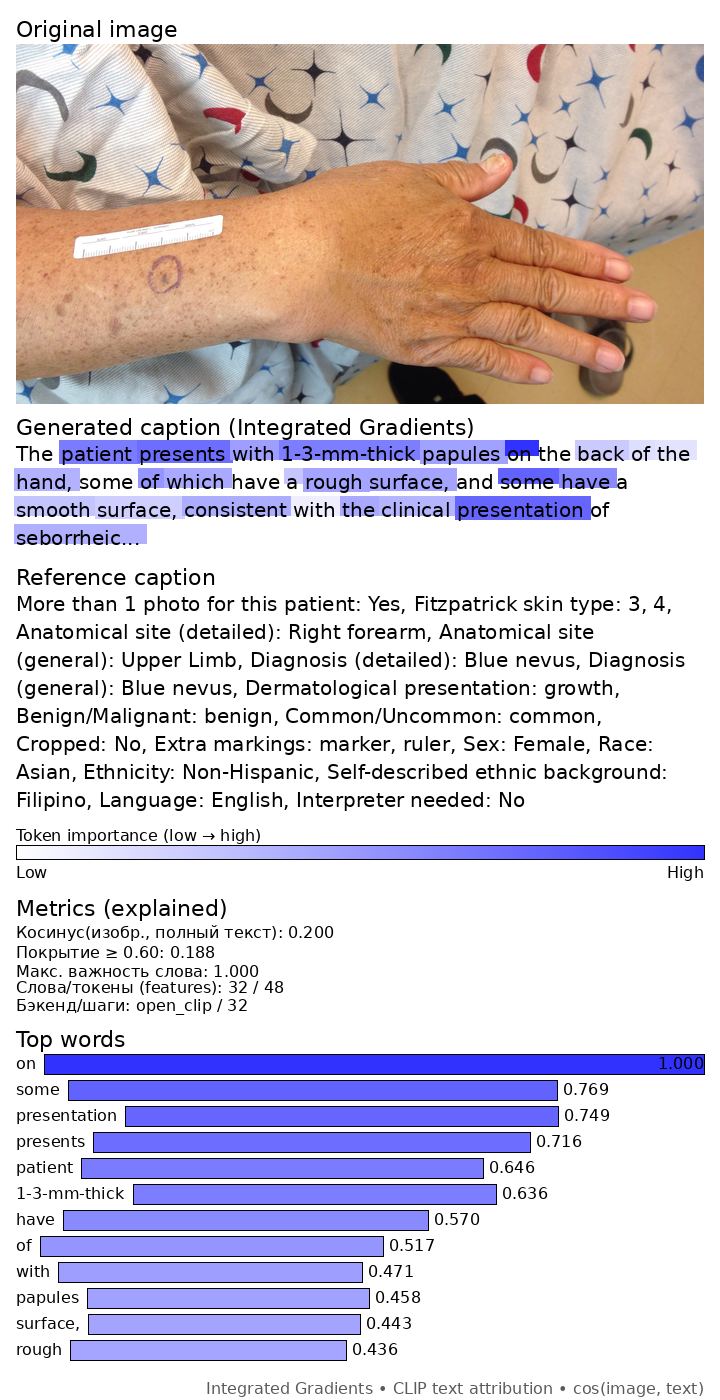 Original image
Generated caption (Integrated Gradients)
The patient presents with 1-3-mm-thick papules on the back of the
hand, some of which have a rough surface, and some have a
smooth surface, consistent with the clinical presentation of
seborrheic...
Reference caption
More than 1 photo for this patient: Yes, Fitzpatrick skin type: 3, 4,
Anatomical site (detailed): Right forearm, Anatomical site
(general): Upper Limb, Diagnosis (detailed): Blue nevus, Diagnosis
(general): Blue nevus, Dermatological presentation: growth,
Benign/Malignant: benign, Common/Uncommon: common,
Cropped: No, Extra markings: marker, ruler, Sex: Female, Race:
Asian, Ethnicity: Non-Hispanic, Self-described ethnic background:
Filipino, Language: English, Interpreter needed: No
Token importance (low → high)
Low High
Metrics (explained)
Косинус(изобр., полный текст): 0.200
Покрытие ≥ 0.60: 0.188
Макс. важность слова: 1.000
Слова/токены (features): 32 / 48
Бэкенд/шаги: open_clip / 32
Top words
on 1.000
some 0.769
presentation 0.749
presents 0.716
patient 0.646
1-3-mm-thick 0.636
have 0.570
of 0.517
with 0.471
papules 0.458
surface, 0.443
rough 0.436
Integrated Gradients • CLIP text attribution • cos(image, text)